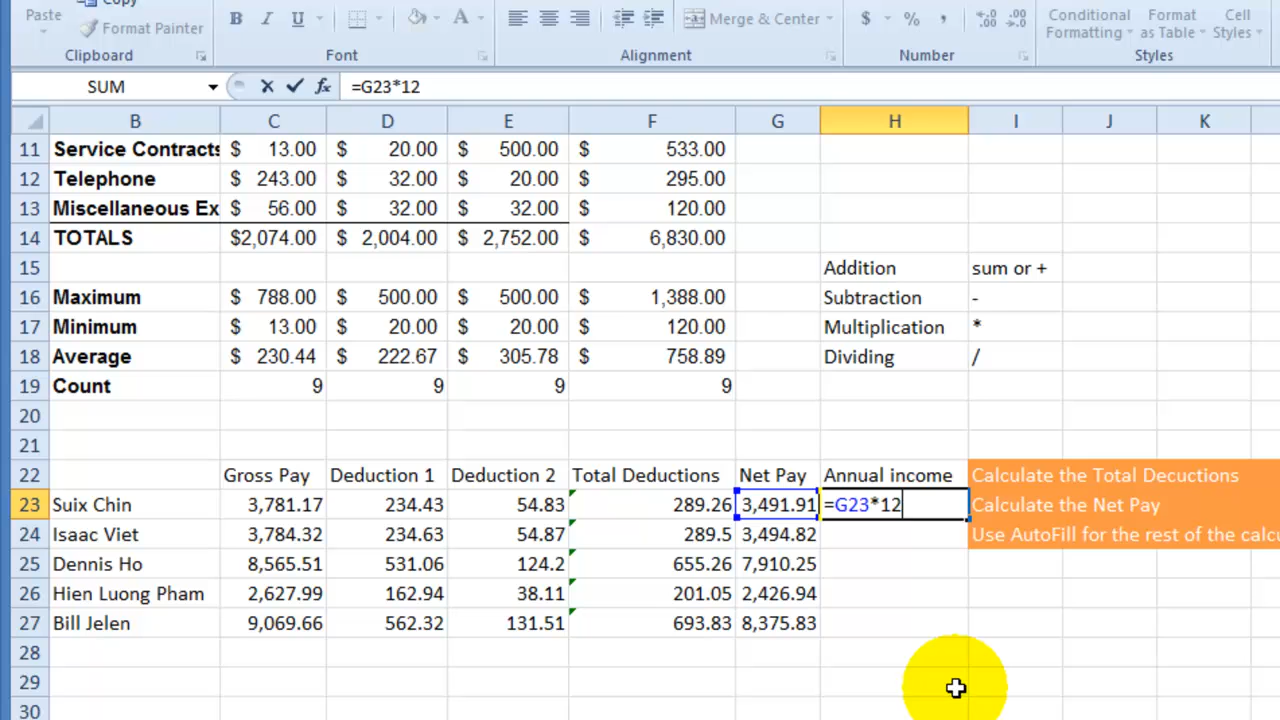 Copy
Paste
Format Painter
B I U
A
Merge & Center
$ % , .0 .00 .00 .0
Conditional Formatting
Format as Table
Cell Styles
Clipboard Font Alignment Number Styles
SUM fx =G23*12
B C D E F G H I J K
11 Service Contracts $ 13.00 $ 20.00 $ 500.00 $ 533.00
12 Telephone $ 243.00 $ 32.00 $ 20.00 $ 295.00
13 Miscellaneous Ex $ 56.00 $ 32.00 $ 32.00 $ 120.00
14 TOTALS $2,074.00 $ 2,004.00 $ 2,752.00 $ 6,830.00
15 Addition sum or +
16 Maximum $ 788.00 $ 500.00 $ 500.00 $ 1,388.00 Subtraction -
17 Minimum $ 13.00 $ 20.00 $ 20.00 $ 120.00 Multiplication *
18 Average $ 230.44 $ 222.67 $ 305.78 $ 758.89 Dividing /
19 Count 9 9 9 9
20
21
22 Gross Pay Deduction 1 Deduction 2 Total Deductions Net Pay Annual income Calculate the Total Decuctions
23 Suix Chin 3,781.17 234.43 54.83 289.26 3,491.91 =G23*12 Calculate the Net Pay
24 Isaac Viet 3,784.32 234.63 54.87 289.5 3,494.82 Use AutoFill for the rest of the calcu
25 Dennis Ho 8,565.51 531.06 124.2 655.26 7,910.25
26 Hien Luong Pham 2,627.99 162.94 38.11 201.05 2,426.94
27 Bill Jelen 9,069.66 562.32 131.51 693.83 8,375.83
28
29
30